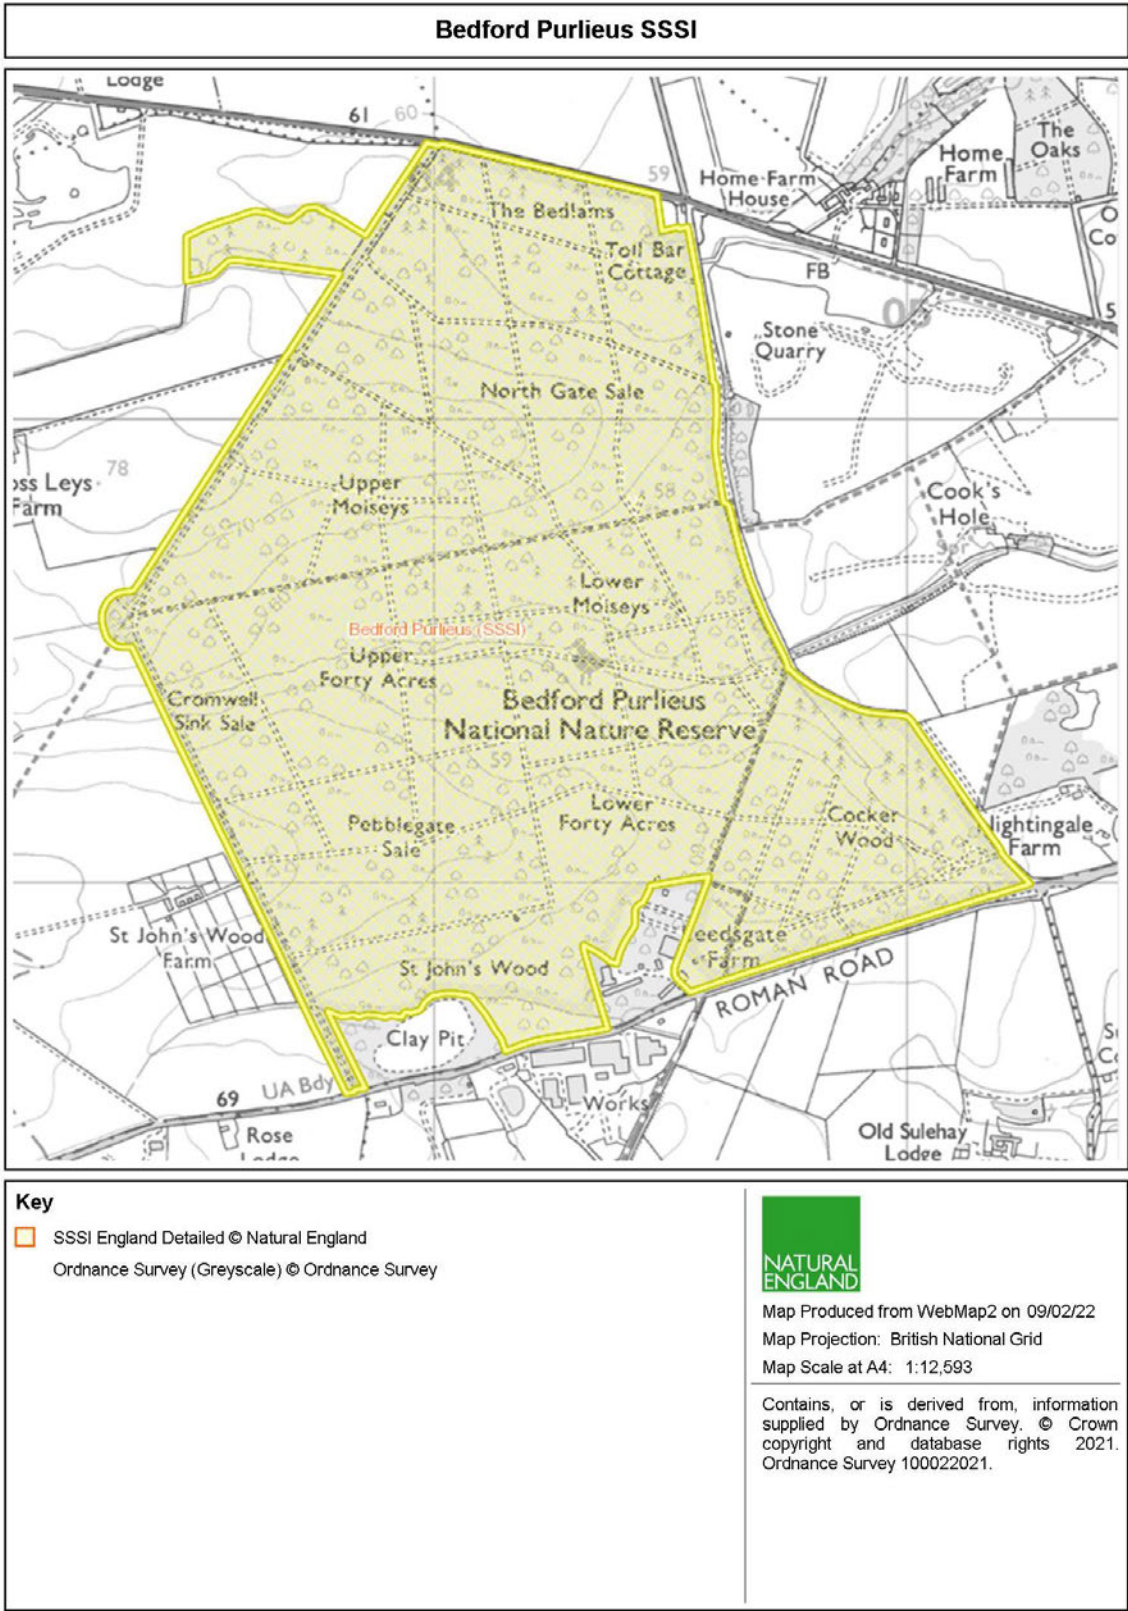 Bedford Purlieus SSSI
Lodge
61
60
The
Oaks
Home
Farm
59
Home Farm
House
04
The Bedlams
Toll Bar
Cottage
FB
05
Stone
Quarry
North Gate Sale
78
Farm
Upper
Moiseys
58
Cook's
Hole
70
Lower
Moiseys
55
60
Bedford Purlieus (SSSI)
Upper
Forty Acres
Cromwell
Sink Sale
Bedford Purlieus
National Nature Reserve
59
Lower
Forty Acres
Pebblegate
Sale
Cocker
Wood
ightingale
Farm
St John's Wood
Farm
St John's Wood
eedsgate
Farm
ROMAN ROAD
Clay Pit
UA Bdy
69
Works
Rose
Old Sulehay
Lodge
Key
SSSI England Detailed © Natural England
Ordnance Survey (Greyscale) © Ordnance Survey
NATURAL
ENGLAND
Map Produced from WebMap2 on 09/02/22
Map Projection: British National Grid
Map Scale at A4: 1:12,593
Contains, or is derived from, information
supplied by Ordnance Survey. © Crown
copyright and database rights 2021.
Ordnance Survey 100022021.